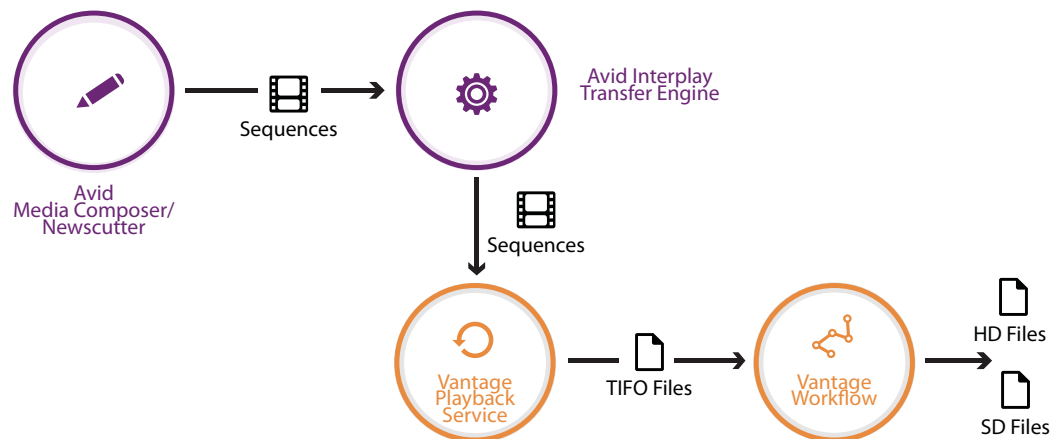 Sequences
Avid Interplay
Transfer Engine
Avid
Media Composer/
Newscutter
Sequences
Vantage
Playback
Service
TIFO Files
Vantage
Workflow
HD Files
SD Files